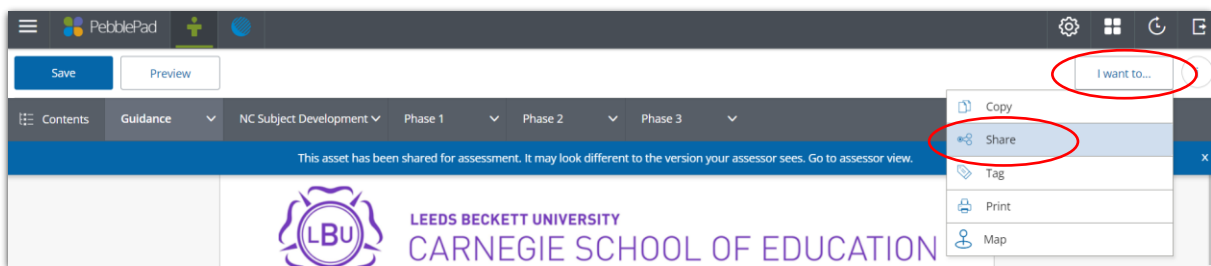 PebblePad
Save
Preview
I want to...
Contents
Guidance
NC Subject Development
Phase 1
Phase 2
Phase 3
Copy
Share
Tag
Print
Map
This asset has been shared for assessment. It may look different to the version your assessor sees. Go to assessor view.
x
LBU
LEEDS BECKETT UNIVERSITY
CARNEGIE SCHOOL OF EDUCATION